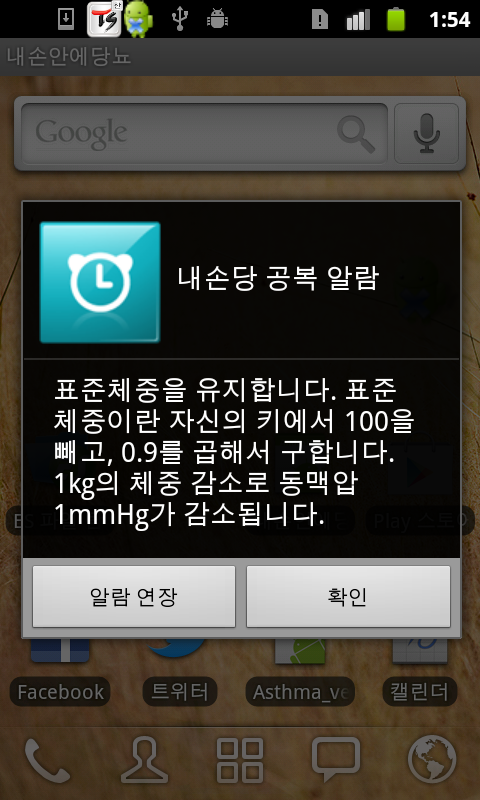 1:54
내손안에당뇨
Google
내손당 공복 알람
표준체중을 유지합니다. 표준
체중이란 자신의 키에서 100을
빼고, 0.9를 곱해서 구합니다.
1kg의 체중 감소로 동맥압
1mmHg가 감소됩니다.
알람 연장
확인
Facebook
트위터
Asthma_ve
캘린더